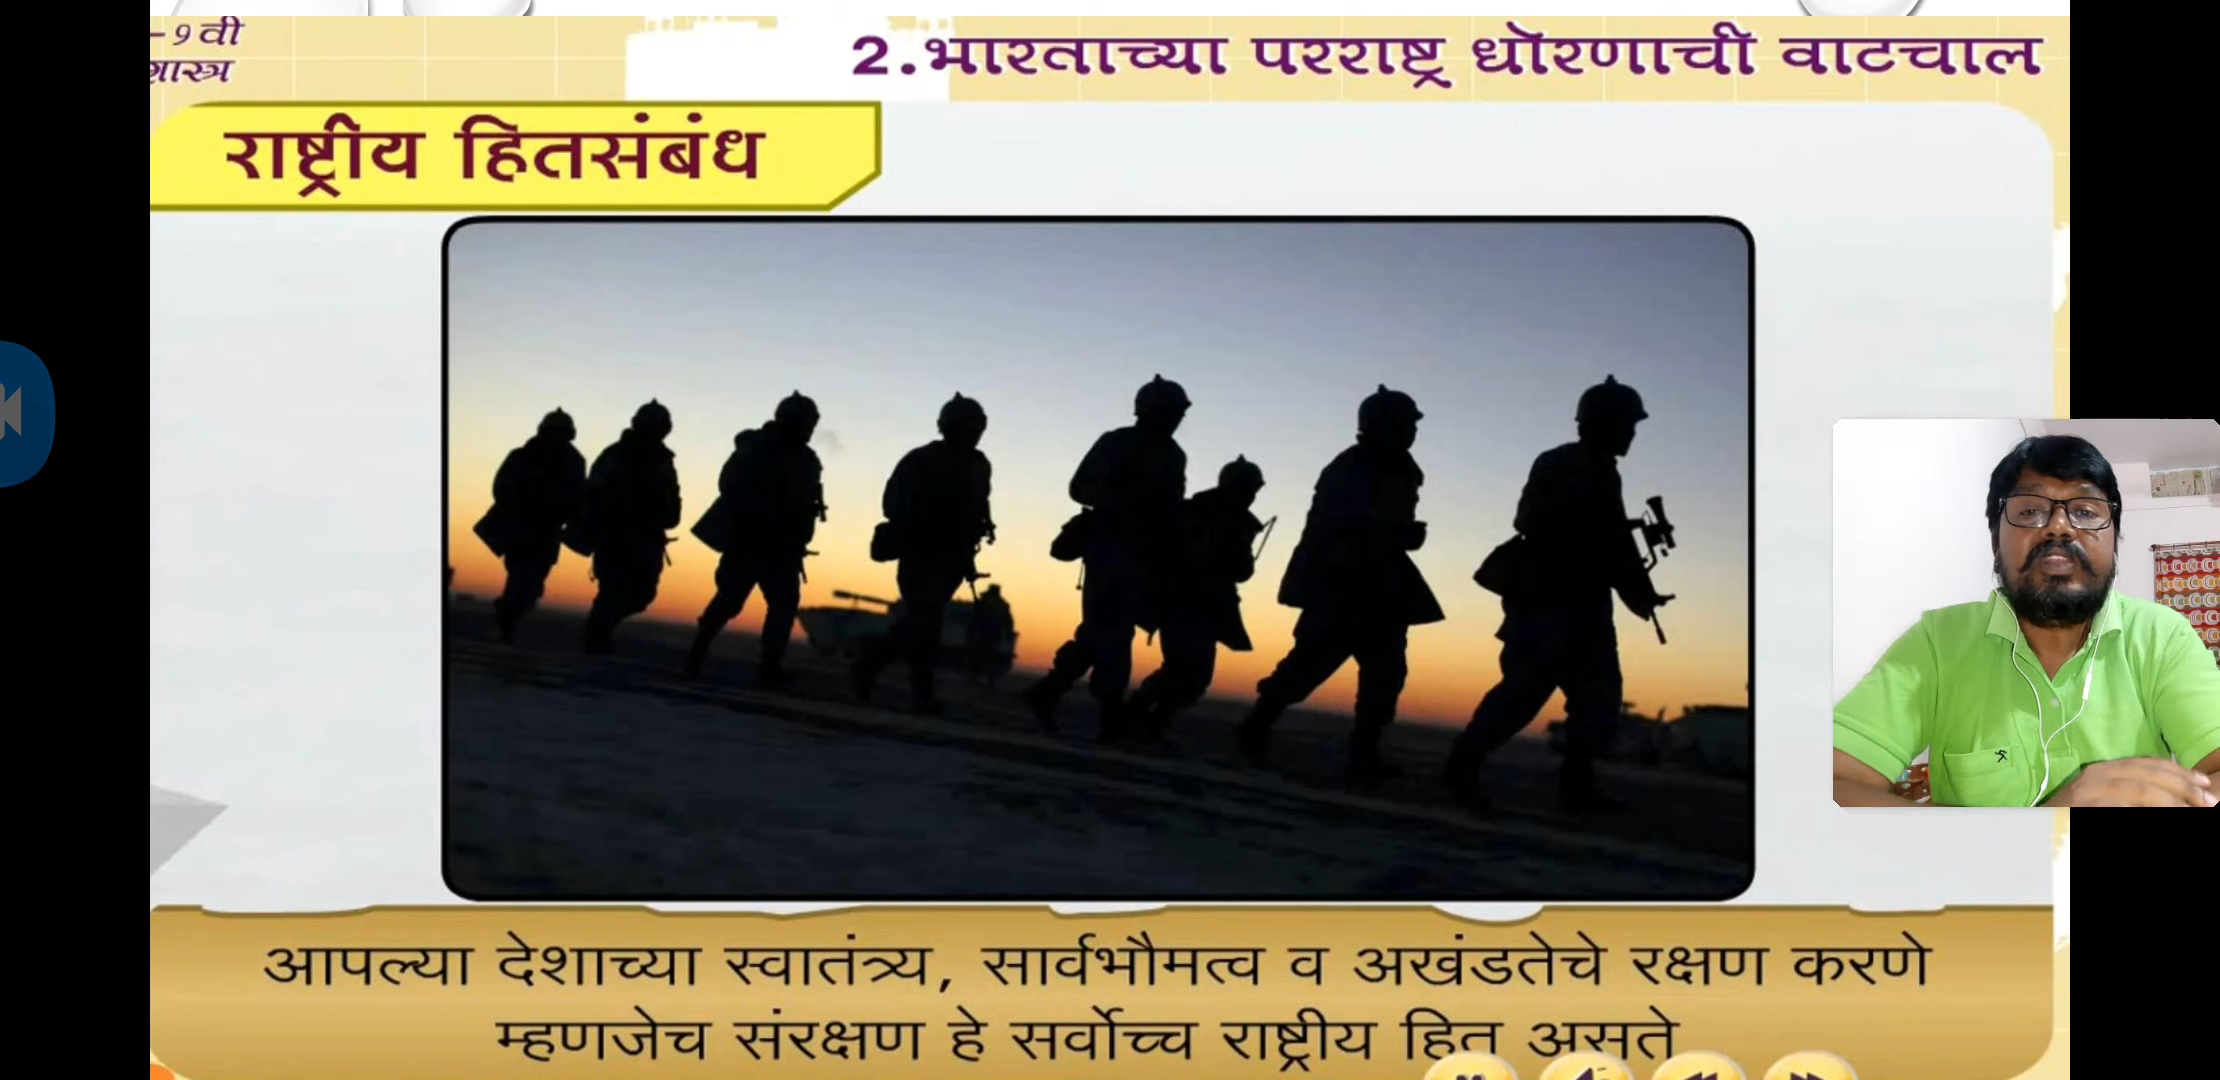 - ९ वी
2.भारताच्या परराष्ट्र धोरणाची वाटचाल
राष्ट्रीय हितसंबंध
आपल्या देशाच्या स्वातंत्र्य, सार्वभौमत्व व अखंडतेचे रक्षण करणे
म्हणजेच संरक्षण हे सर्वोच्च राष्ट्रीय हित असते